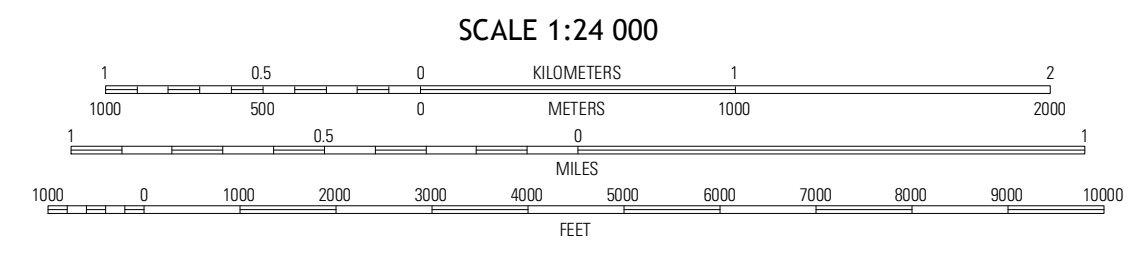 SCALE 1:24 000
1 0.5 0 KILOMETERS 1 2
1000 500 0 METERS 1000 2000
1 0.5 0 1
MILES
1000 0 1000 2000 3000 4000 5000 6000 7000 8000 9000 10000
FEET